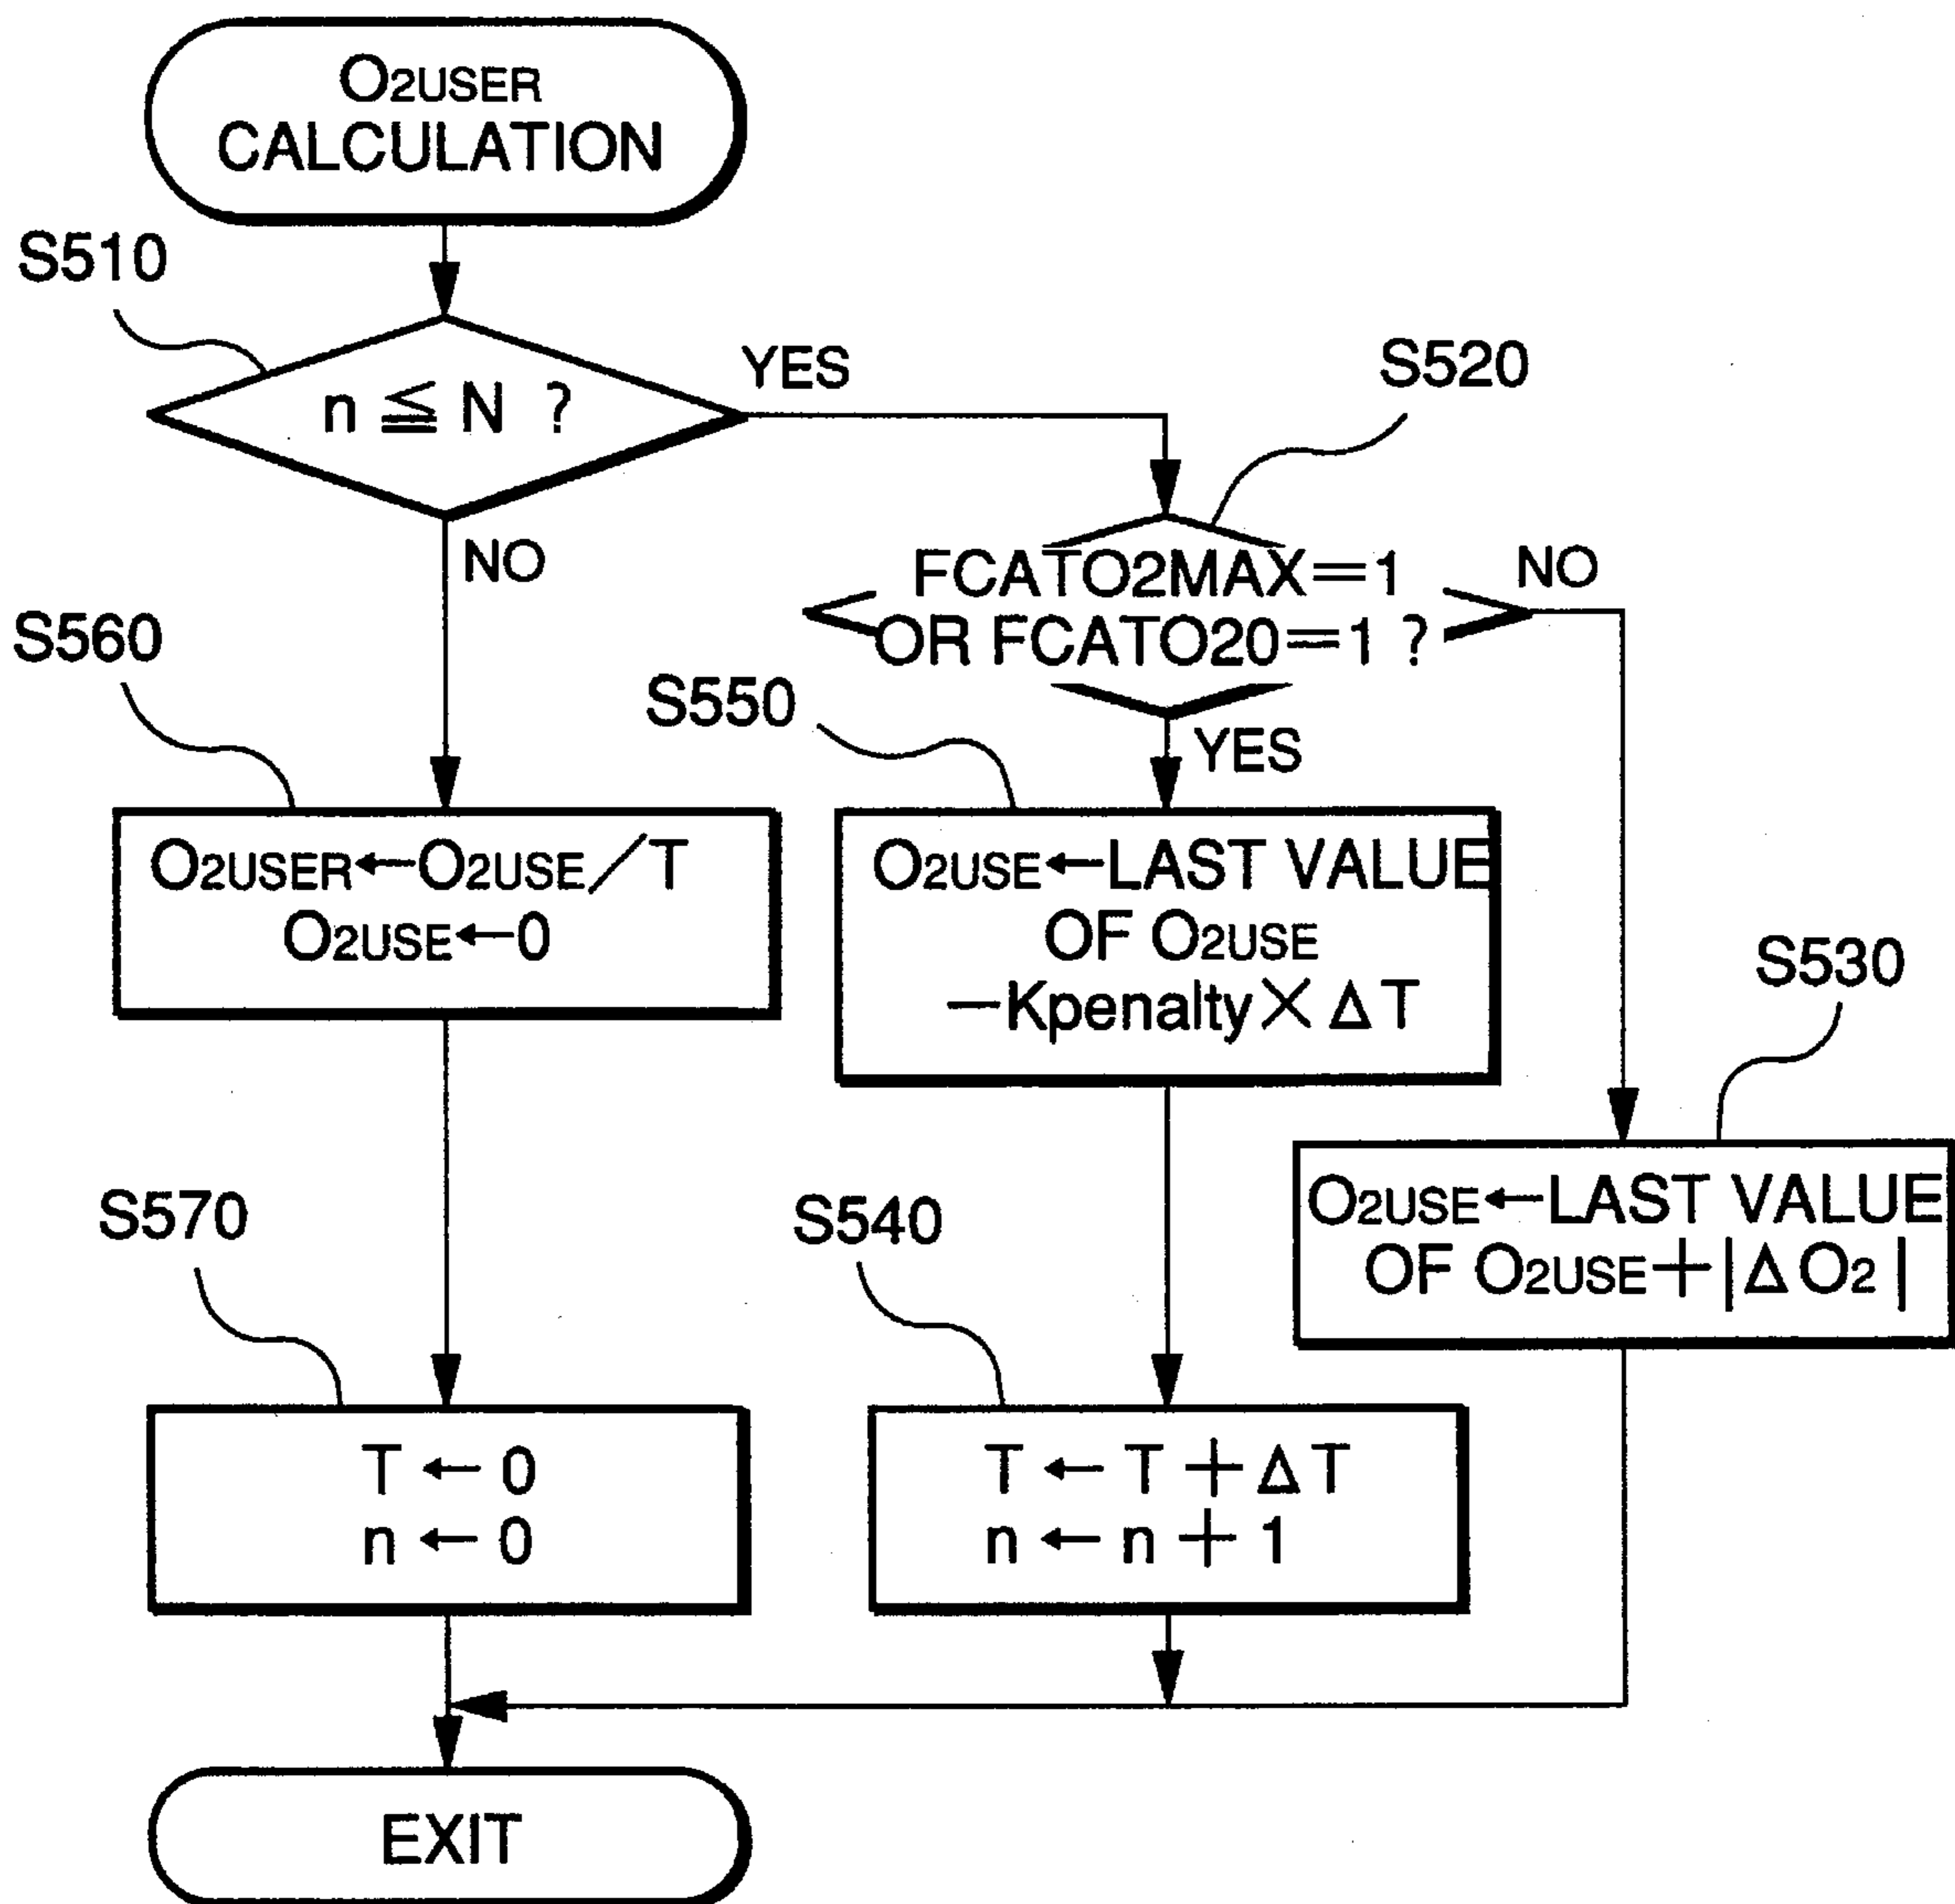 O2USER
CALCULATION
S510
n ≦ N ?
YES
NO
S520
FCATO2MAX=1
OR FCATO20=1 ?
NO
YES
S560
O2USER←O2USE/T
O2USE←0
S550
O2USE←LAST VALUE
OF O2USE
−Kpenalty×ΔT
S530
O2USE←LAST VALUE
OF O2USE+|ΔO2|
S570
T←0
n←0
S540
T←T+ΔT
n←n+1
EXIT